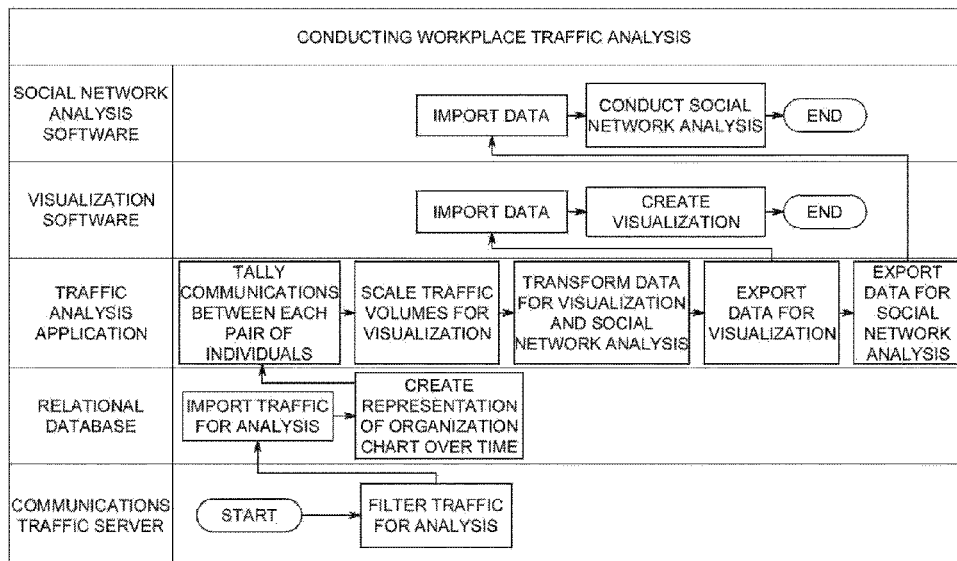 CONDUCTING WORKPLACE TRAFFIC ANALYSIS
SOCIAL NETWORK
ANALYSIS
SOFTWARE
IMPORT DATA
CONDUCT SOCIAL
NETWORK ANALYSIS
END
VISUALIZATION
SOFTWARE
IMPORT DATA
CREATE
VISUALIZATION
END
TRAFFIC
ANALYSIS
APPLICATION
TALLY
COMMUNICATIONS
BETWEEN EACH
PAIR OF
INDIVIDUALS
SCALE TRAFFIC
VOLUMES FOR
VISUALIZATION
TRANSFORM DATA
FOR VISUALIZATION
AND SOCIAL
NETWORK ANALYSIS
EXPORT
DATA FOR
VISUALIZATION
EXPORT
DATA FOR
SOCIAL
NETWORK
ANALYSIS
RELATIONAL
DATABASE
IMPORT TRAFFIC
FOR ANALYSIS
CREATE
REPRESENTATION
OF ORGANIZATION
CHART OVER TIME
COMMUNICATIONS
TRAFFIC SERVER
START
FILTER TRAFFIC
FOR ANALYSIS